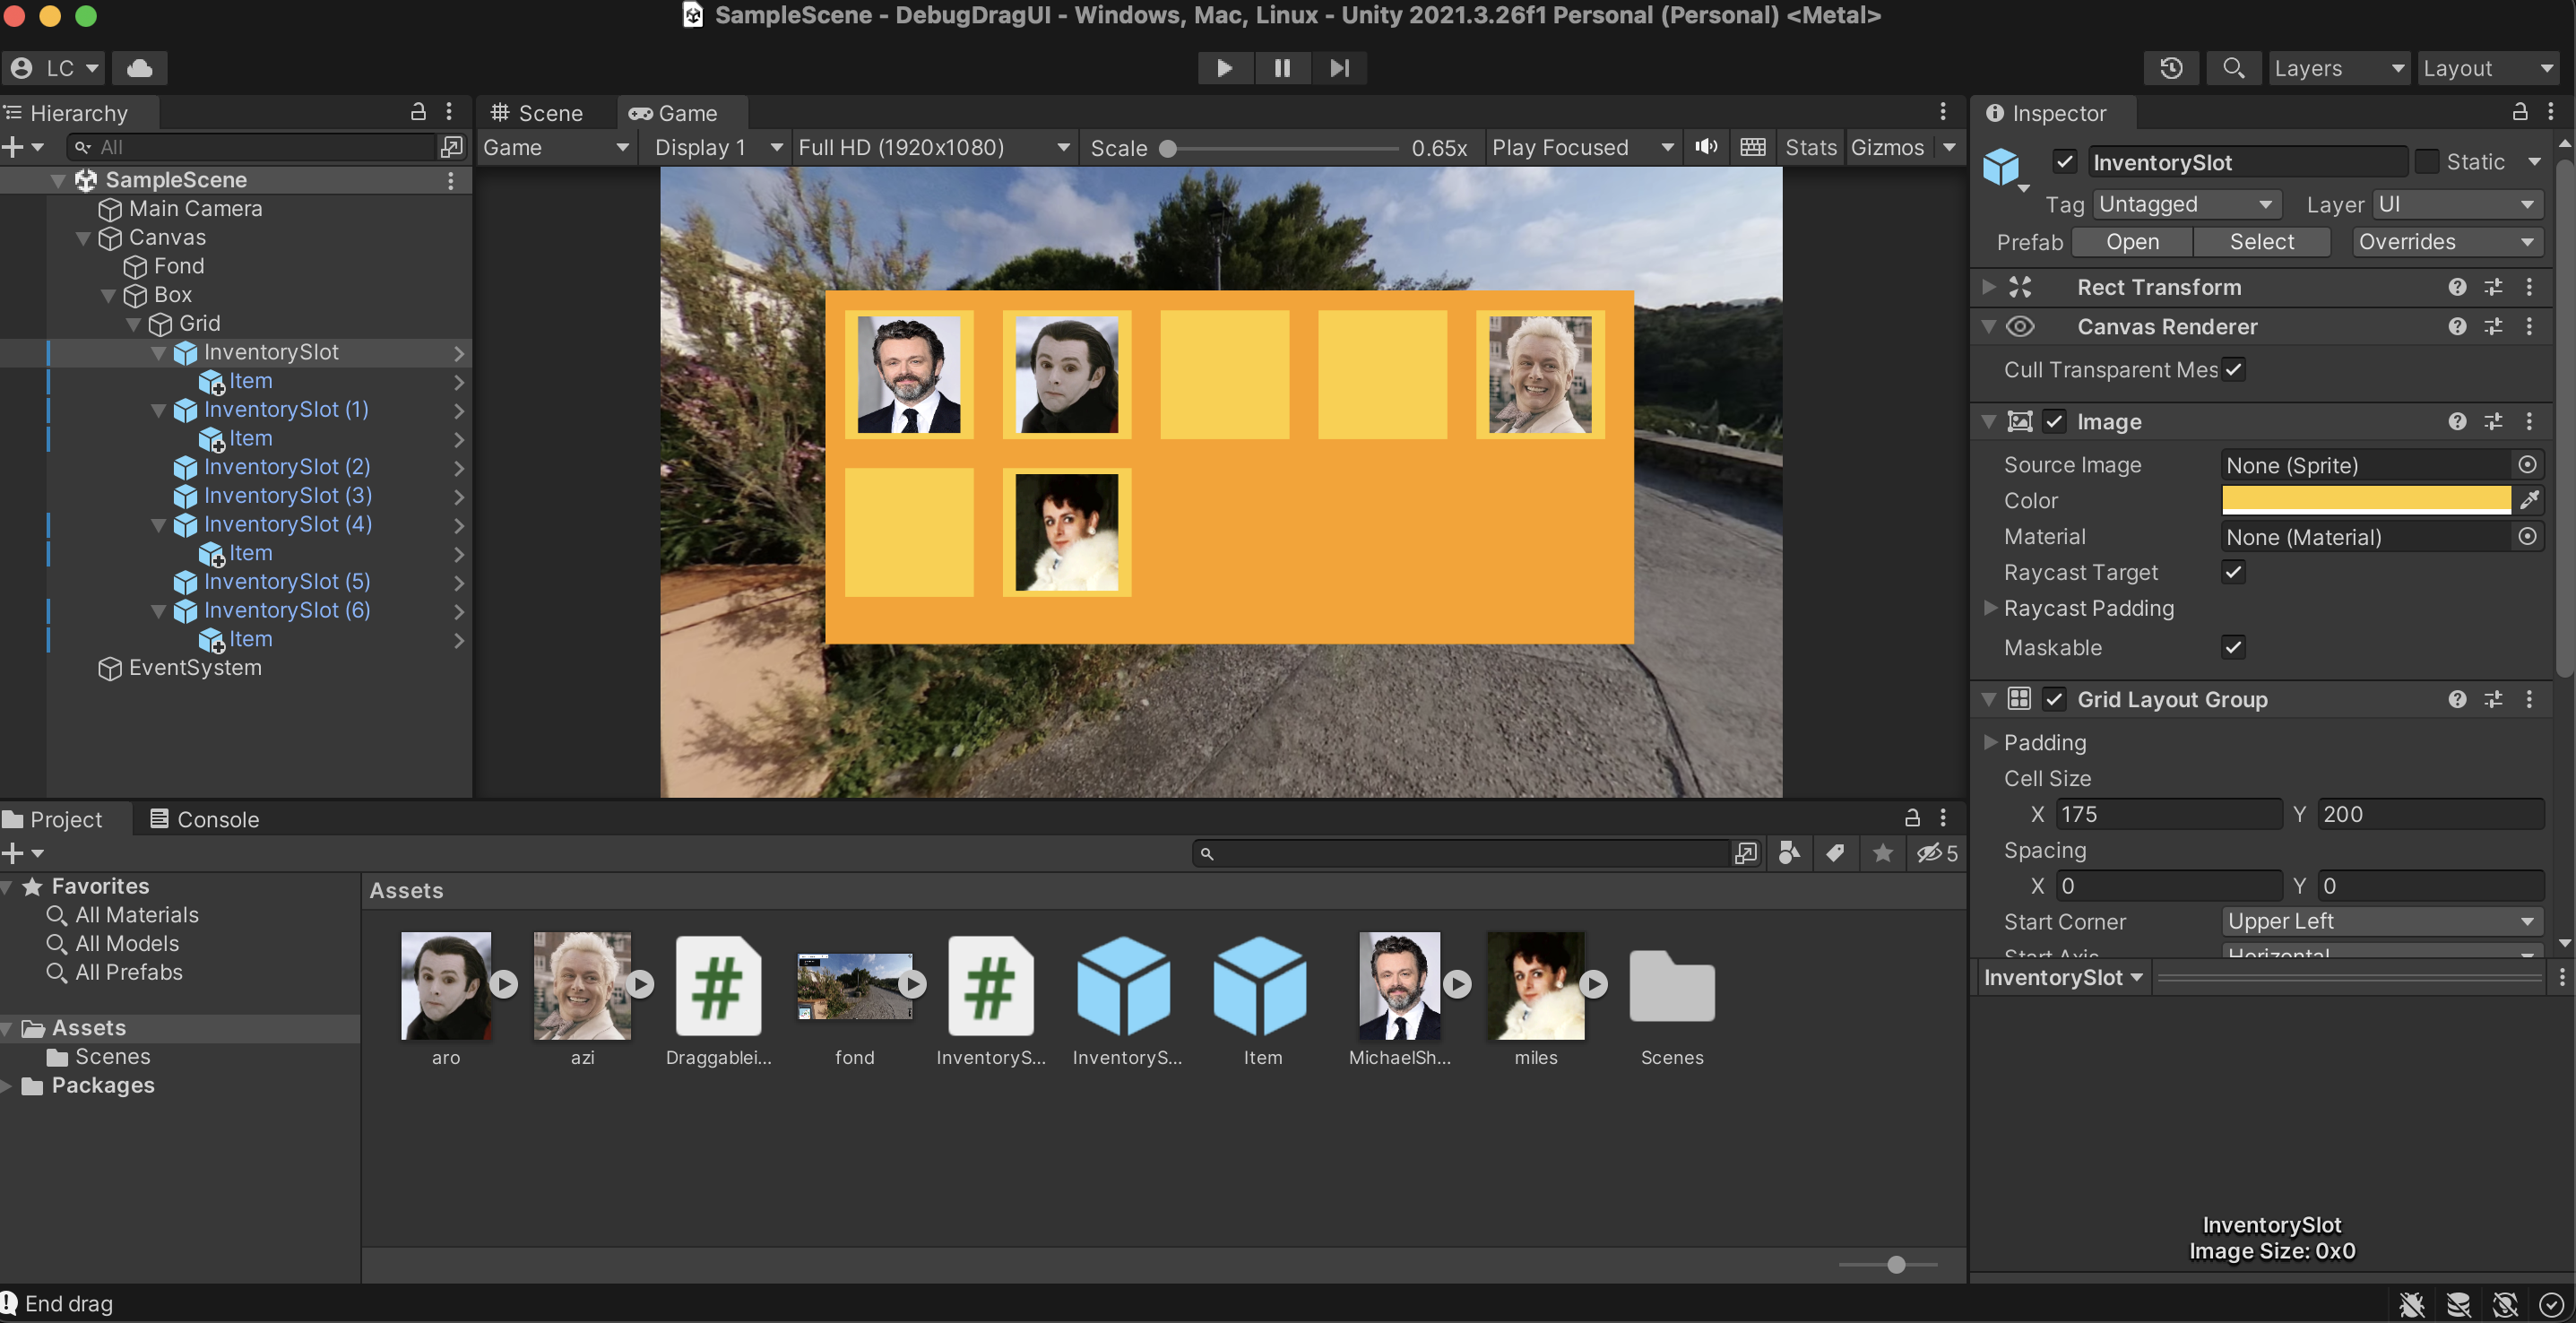 SampleScene - DebugDragUI - Windows, Mac, Linux - Unity 2021.3.26f1 Personal (Personal) <Metal>
LC
Layers
Layout
Hierarchy
All
SampleScene
Main Camera
Canvas
Fond
Box
Grid
InventorySlot
Item
InventorySlot (1)
Item
InventorySlot (2)
InventorySlot (3)
InventorySlot (4)
Item
InventorySlot (5)
InventorySlot (6)
Item
EventSystem
Scene
Game
Game
Display 1
Full HD (1920x1080)
Scale
0.65x
Play Focused
Stats
Gizmos
Inspector
InventorySlot
Static
Tag
Untagged
Layer
UI
Prefab
Open
Select
Overrides
Rect Transform
Canvas Renderer
Cull Transparent Mes
Image
Source Image
None (Sprite)
Color
Material
None (Material)
Raycast Target
Raycast Padding
Maskable
Grid Layout Group
Padding
Cell Size
X
175
Y
200
Spacing
X
0
Y
0
Start Corner
Upper Left
Start Axis
Horizontal
InventorySlot
InventorySlot
Image Size: 0x0
Project
Console
5
Favorites
All Materials
All Models
All Prefabs
Assets
Scenes
Packages
Assets
aro
azi
Draggablei...
fond
InventoryS...
InventoryS...
Item
MichaelSh...
miles
Scenes
End drag